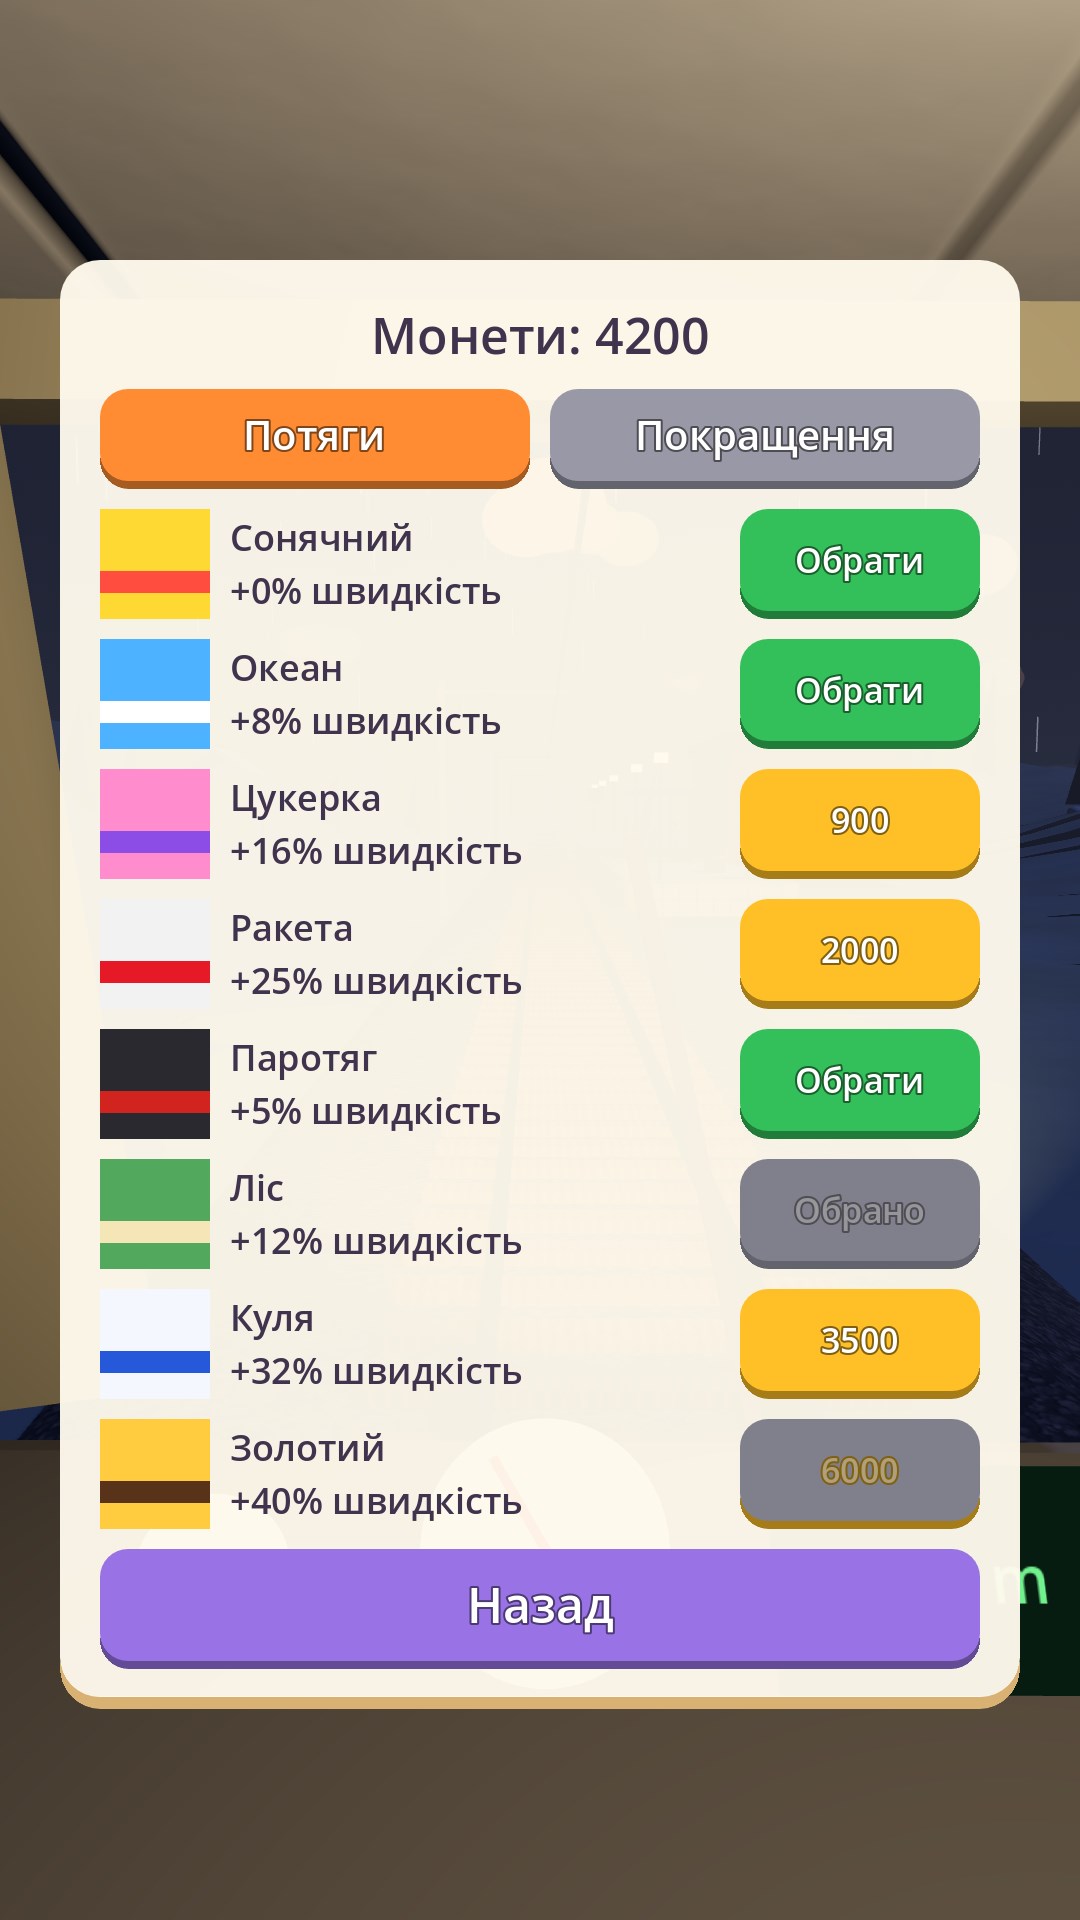 Монети: 4200
Потяги
Покращення
Сонячний
+0% швидкість
Обрати
Океан
+8% швидкість
Обрати
Цукерка
+16% швидкість
900
Ракета
+25% швидкість
2000
Паротяг
+5% швидкість
Обрати
Ліс
+12% швидкість
Обрано
Куля
+32% швидкість
3500
Золотий
+40% швидкість
6000
Назад
m